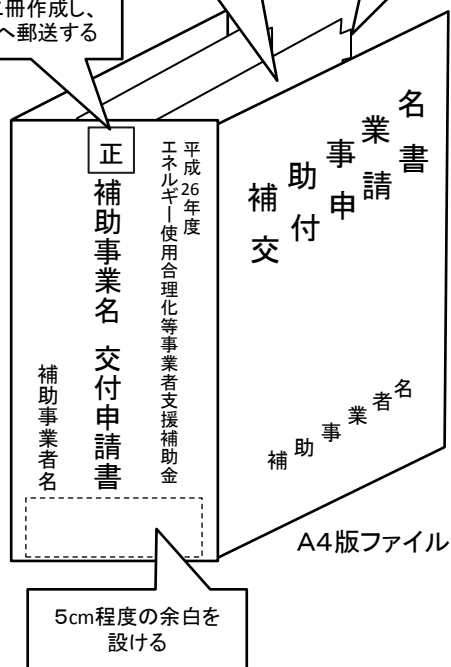 二冊作成し、
へ郵送する
正
平成26年度
エネルギー使用合理化等事業者支援補助金
補助事業名 交付申請書
補助事業者名
補助事業名
交付申請書
補助事業者名
A4版ファイル
5cm程度の余白を
設ける